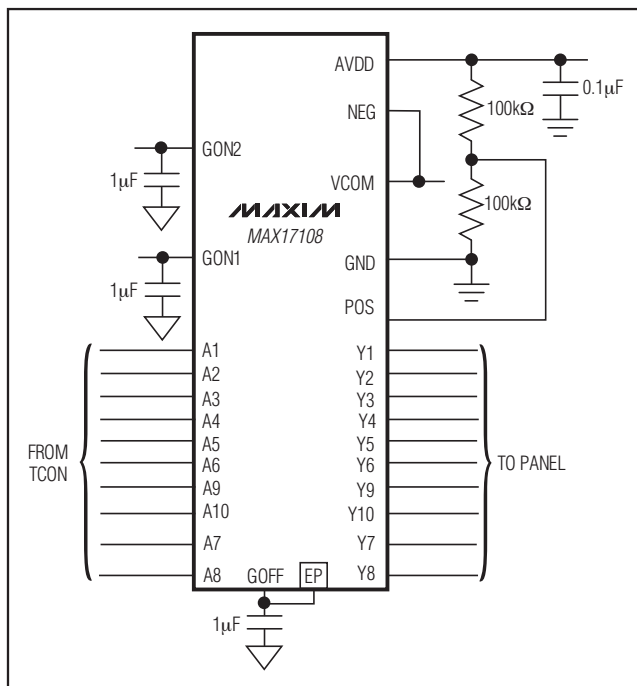 AVDD
0.1µF
100kΩ
NEG
GON2
1µF
VCOM
MAXIM
MAX17108
100kΩ
GON1
1µF
GND
POS
A1
Y1
A2
Y2
A3
Y3
A4
Y4
A5
Y5
FROM
TCON
A6
Y6
TO PANEL
A9
Y9
A10
Y10
A7
Y7
A8
GOFF
EP
Y8
1µF